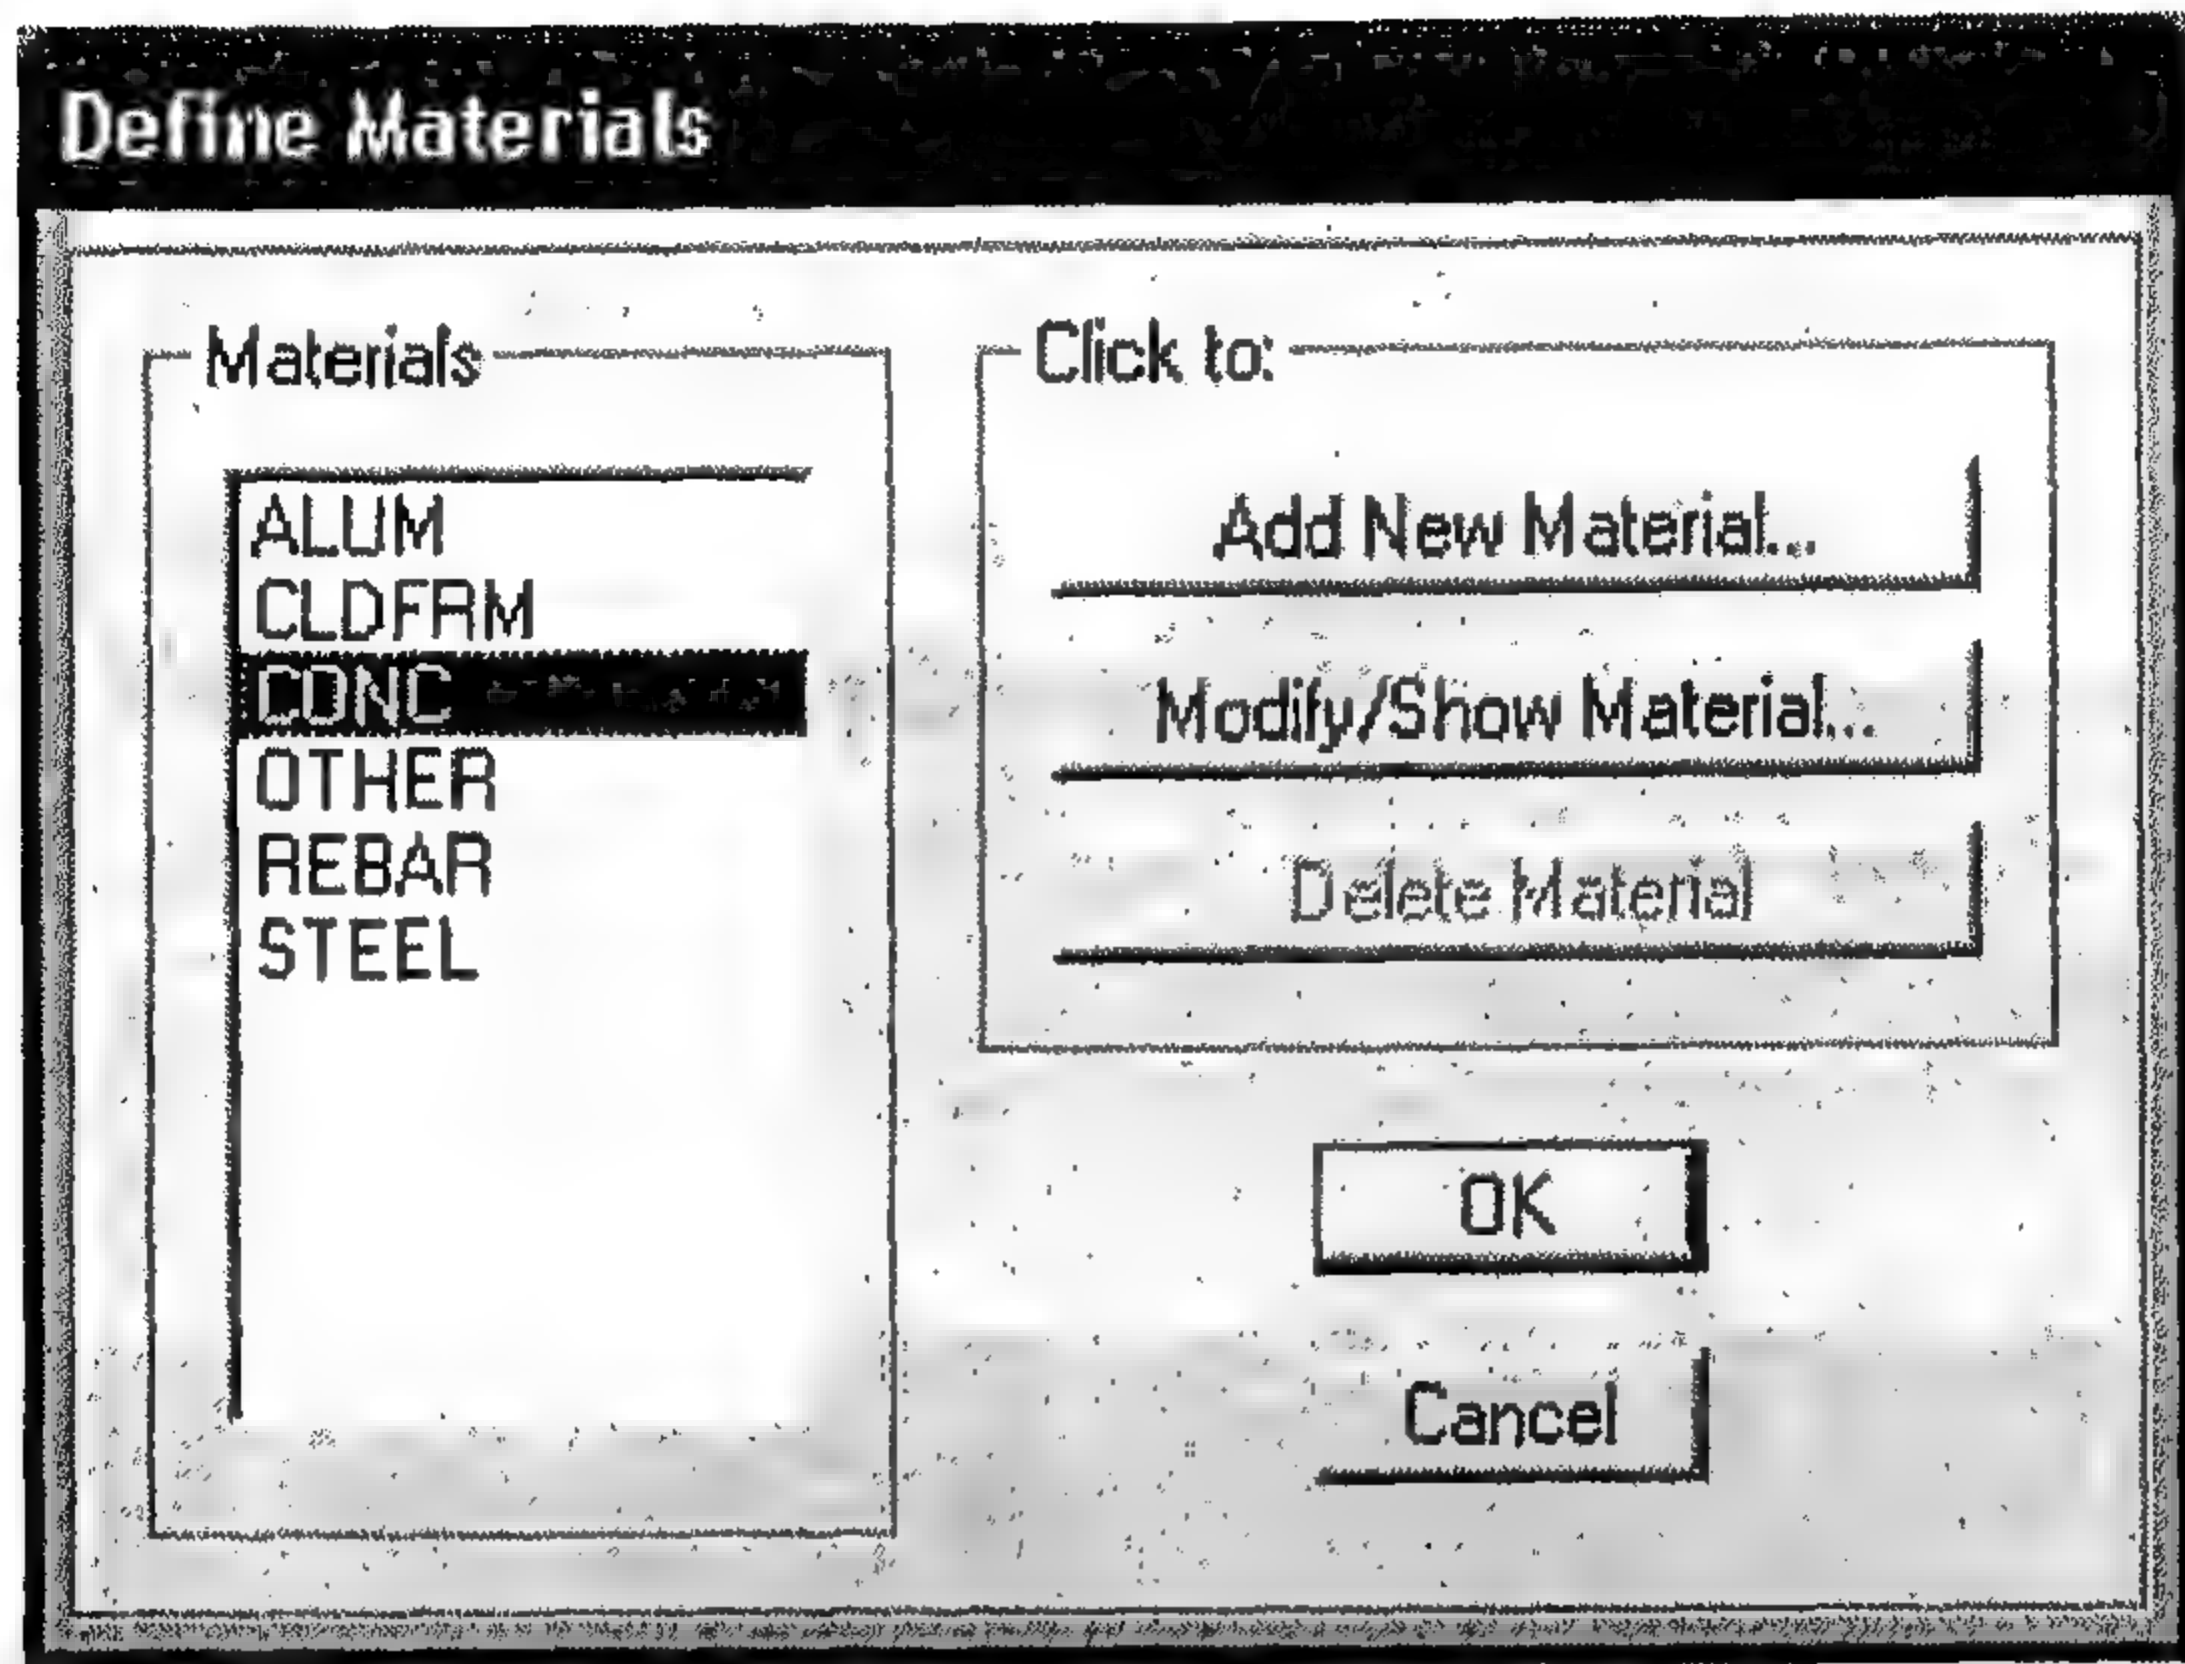 Define Materials
Materials
ALUM
CLDFRM
CONC
OTHER
REBAR
STEEL
Click to:
Add New Material...
Modify/Show Material...
Delete Material
OK
Cancel